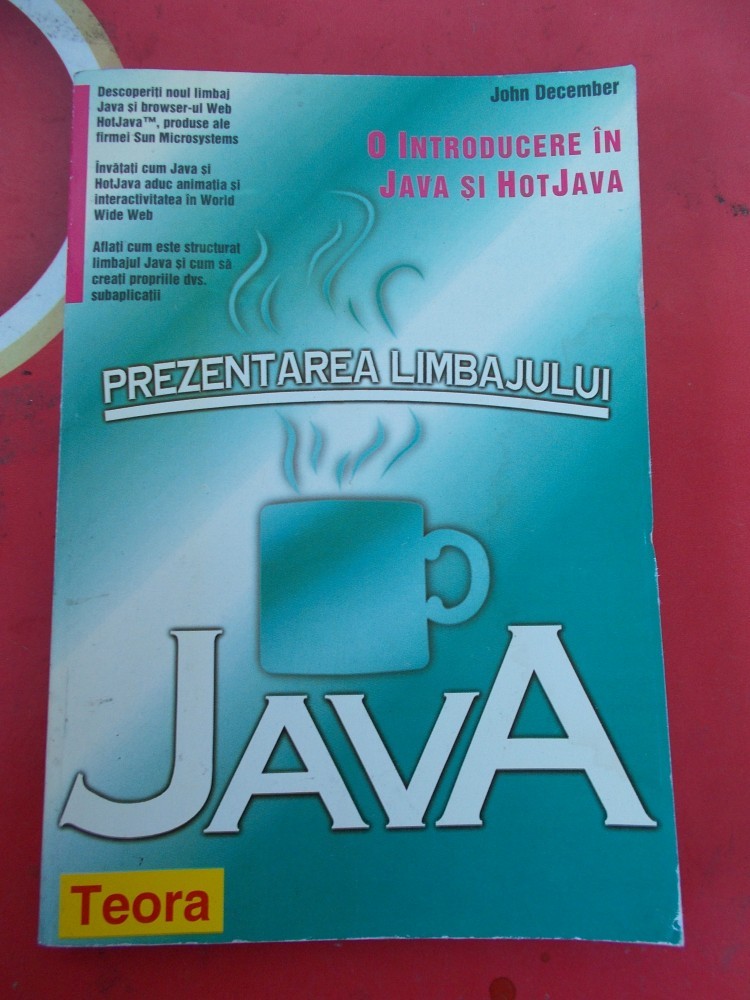 Descoperiți noul limbaj
Java și browser-ul Web
HotJava™, produse ale
firmei Sun Microsystems
Învățați cum Java și
HotJava aduc animația și
interactivitatea în World
Wide Web
Aflați cum este structurat
limbajul Java și cum să
creați propriile dvs.
subaplicații
John December
O INTRODUCERE ÎN
JAVA ȘI HOTJAVA
PREZENTAREA LIMBAJULUI
JAVA
Teora